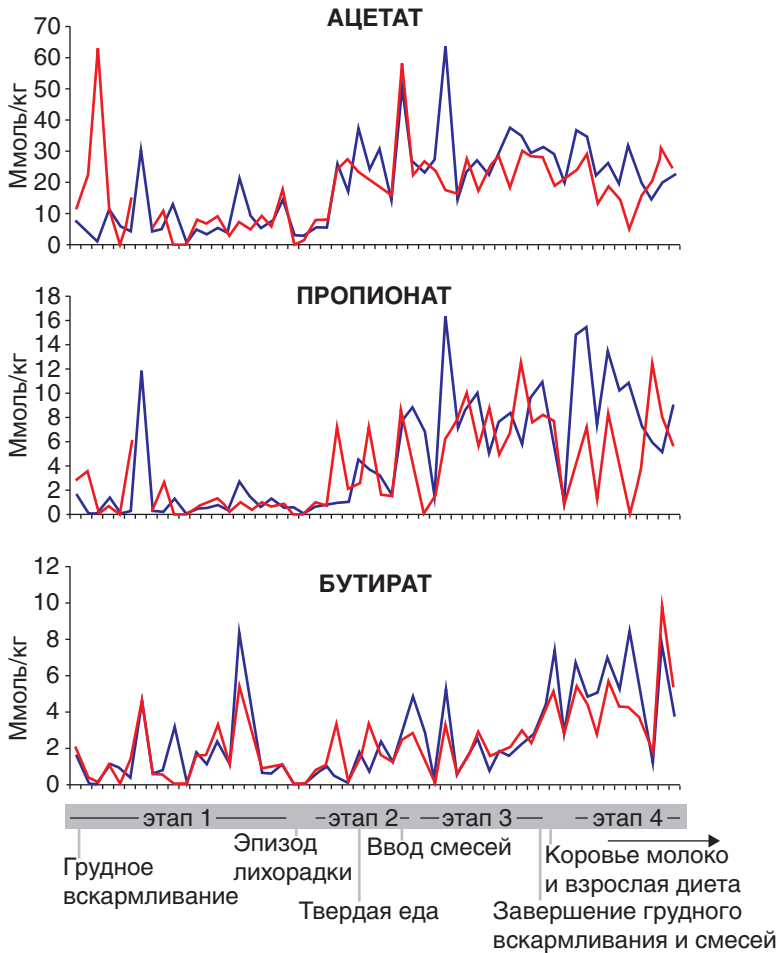 АЦЕТАТ
Ммоль/кг
70
60
50
40
30
20
10
0
ПРОПИОНАТ
Ммоль/кг
18
16
14
12
10
8
6
4
2
0
БУТИРАТ
Ммоль/кг
12
10
8
6
4
2
0
этап 1 этап 2 этап 3 этап 4
Грудное
вскармливание
Эпизод
лихорадки
Твердая еда
Ввод смесей
Коровье молоко
и взрослая диета
Завершение грудного
вскармливания и смесей